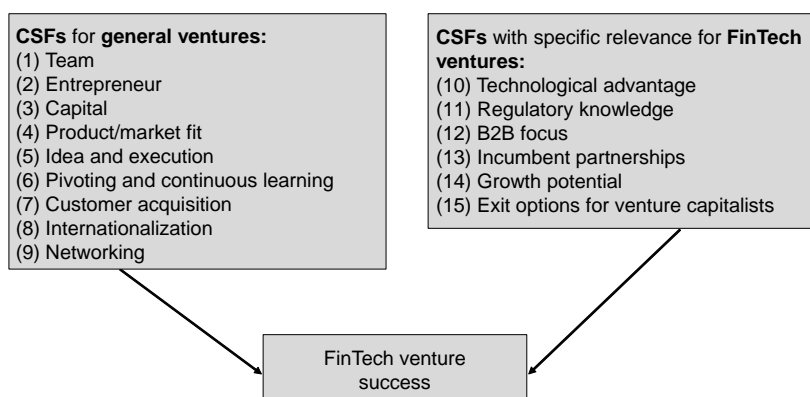 CSFs for general ventures:
(1) Team
(2) Entrepreneur
(3) Capital
(4) Product/market fit
(5) Idea and execution
(6) Pivoting and continuous learning
(7) Customer acquisition
(8) Internationalization
(9) Networking
CSFs with specific relevance for FinTech
ventures:
(10) Technological advantage
(11) Regulatory knowledge
(12) B2B focus
(13) Incumbent partnerships
(14) Growth potential
(15) Exit options for venture capitalists
FinTech venture
success